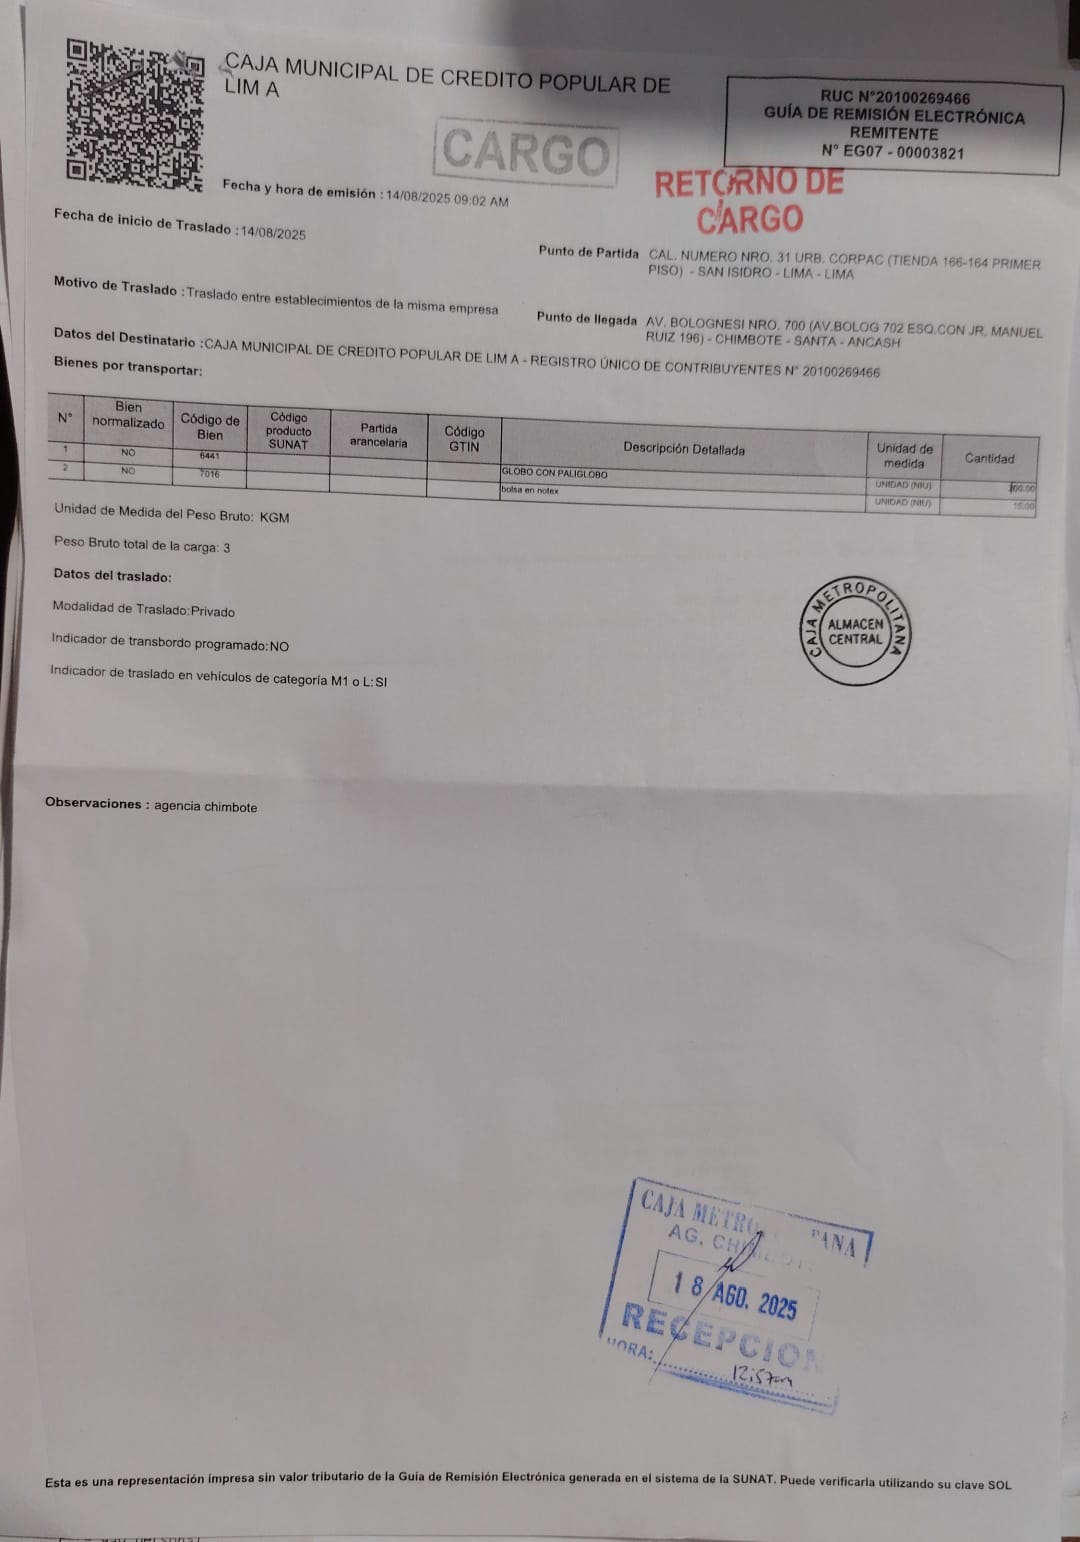 CAJA MUNICIPAL DE CREDITO POPULAR DE
LIM A
RUC N°20100269466
GUÍA DE REMISIÓN ELECTRÓNICA
REMITENTE
N° EG07 - 00003821
CARGO
RETORNO DE
CARGO
Fecha y hora de emisión : 14/08/2025 09:02 AM
Fecha de inicio de Traslado : 14/08/2025
Punto de Partida CAL. NUMERO NRO. 31 URB. CORPAC (TIENDA 166-164 PRIMER
PISO) - SAN ISIDRO - LIMA - LIMA
Motivo de Traslado : Traslado entre establecimientos de la misma empresa
Punto de llegada AV. BOLOGNESI NRO. 700 (AV.BOLOG 702 ESQ.CON JR. MANUEL
RUIZ 196) - CHIMBOTE - SANTA - ANCASH
Datos del Destinatario :CAJA MUNICIPAL DE CREDITO POPULAR DE LIM A - REGISTRO ÚNICO DE CONTRIBUYENTES N° 20100269466
Bienes por transportar:
N° Bien normalizado Código de Bien Código producto SUNAT Partida arancelaria Código GTIN Descripción Detallada Unidad de medida Cantidad
1 NO 6441 GLOBO CON PALIGLOBO UNIDAD (NIU)
2 NO 7016 bolsa en notex UNIDAD (NIU) 15.00
Unidad de Medida del Peso Bruto: KGM
Peso Bruto total de la carga: 3
Datos del traslado:
Modalidad de Traslado:Privado
Indicador de transbordo programado:NO
Indicador de traslado en vehículos de categoría M1 o L:SI
CAJA METROPOLITANA
ALMACEN
CENTRAL
Observaciones : agencia chimbote
CAJA METRO PANA
AG. CHIMBOTE
18 AGO. 2025
RECEPCION
HORA: 12:57am
Esta es una representación impresa sin valor tributario de la Guía de Remisión Electrónica generada en el sistema de la SUNAT. Puede verificarla utilizando su clave SOL